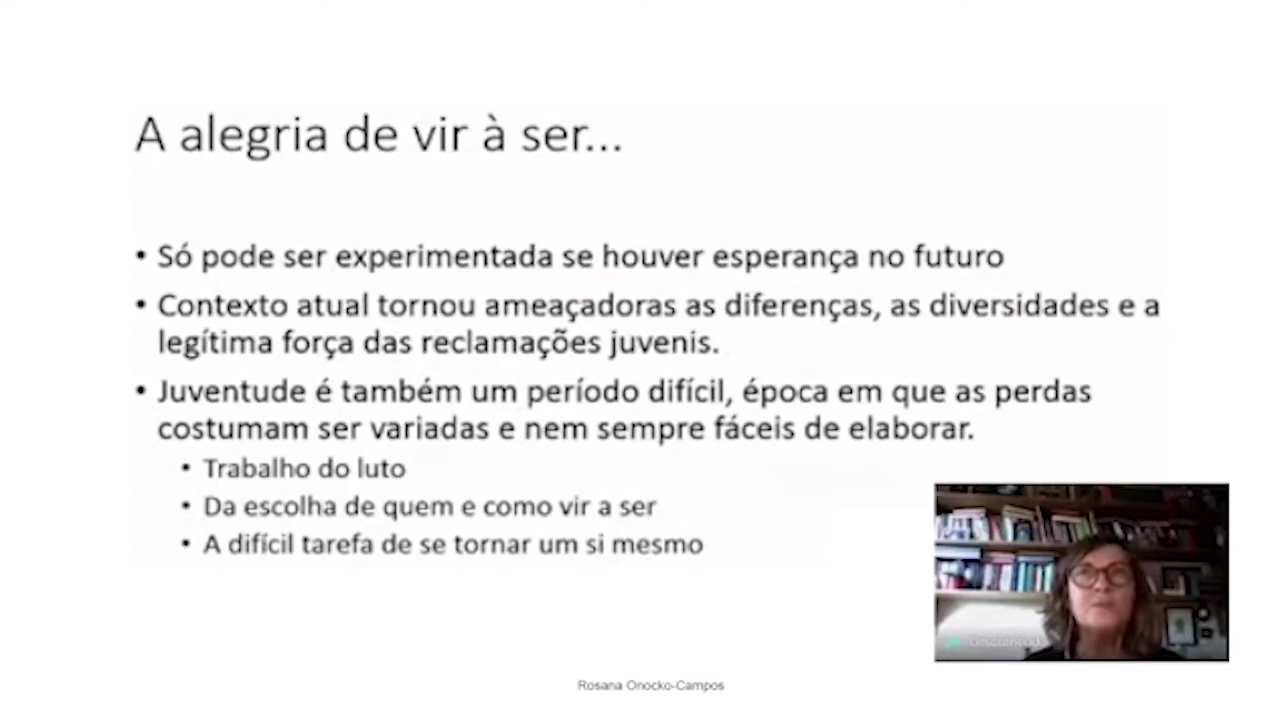 A alegria de vir à ser...
• Só pode ser experimentada se houver esperança no futuro
• Contexto atual tornou ameaçadoras as diferenças, as diversidades e a
legítima força das reclamações juvenis.
• Juventude é também um período difícil, época em que as perdas
costumam ser variadas e nem sempre fáceis de elaborar.
• Trabalho do luto
• Da escolha de quem e como vir a ser
• A difícil tarefa de se tornar um si mesmo
Rosana Onocko-Campos